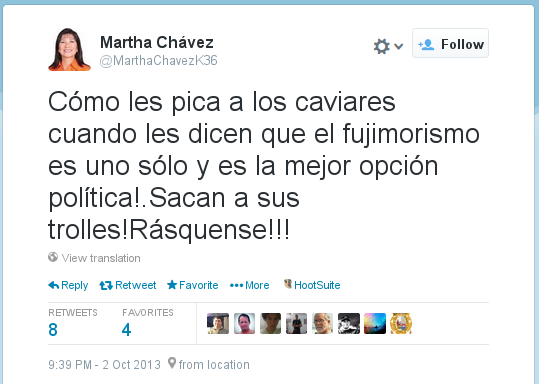 Martha Chávez
@MarthaChavezK36
Follow
Cómo les pica a los caviares
cuando les dicen que el fujimorismo
es uno sólo y es la mejor opción
política!.Sacan a sus
trolles!Rásquense!!!
View translation
Reply Retweet Favorite More HootSuite
RETWEETS FAVORITES
8 4
9:39 PM - 2 Oct 2013 from location